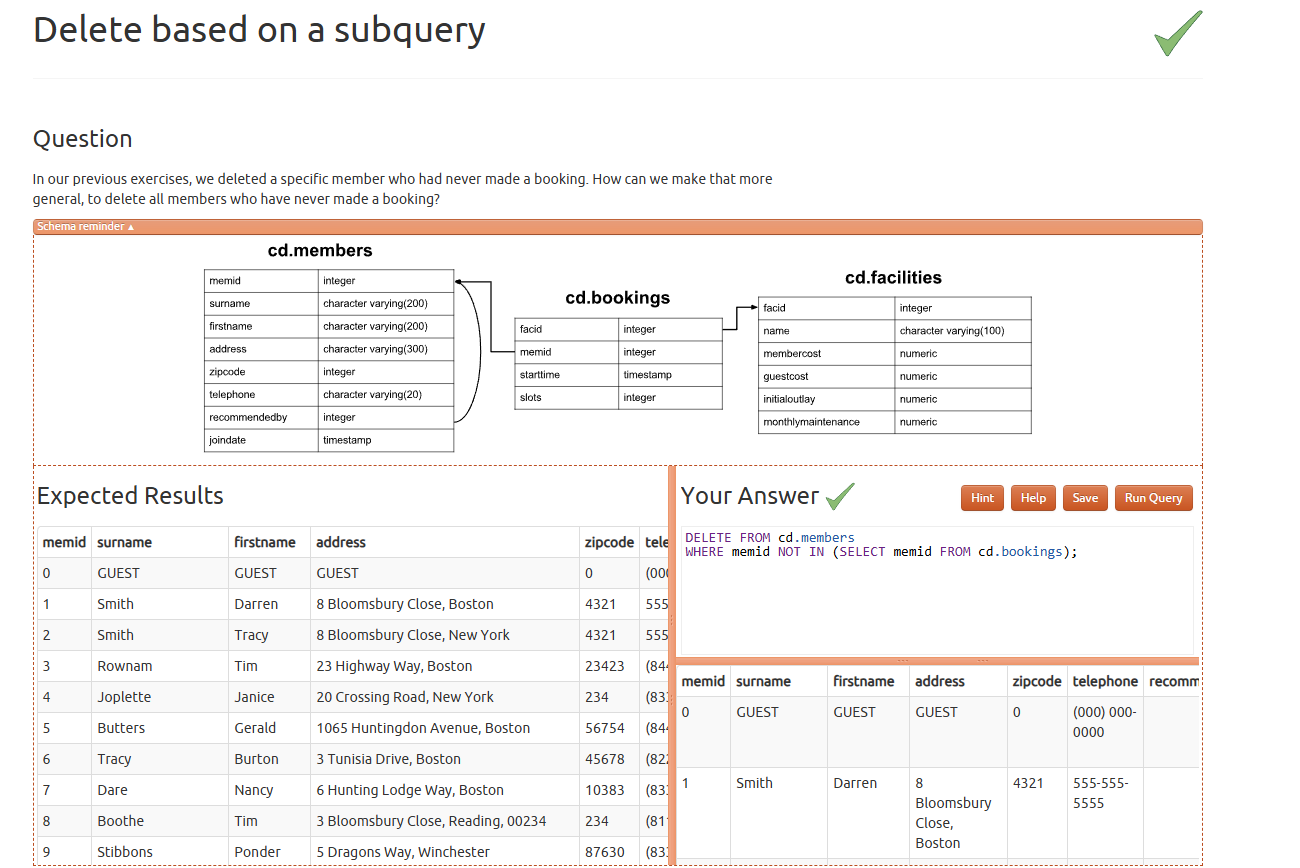 Delete based on a subquery
Question
In our previous exercises, we deleted a specific member who had never made a booking. How can we make that more
general, to delete all members who have never made a booking?
Schema reminder ▲
cd.members
memid integer
surname character varying(200)
firstname character varying(200)
address character varying(300)
zipcode integer
telephone character varying(20)
recommendedby integer
joindate timestamp
cd.bookings
facid integer
memid integer
starttime timestamp
slots integer
cd.facilities
facid integer
name character varying(100)
membercost numeric
guestcost numeric
initialoutlay numeric
monthlymaintenance numeric
Expected Results
memid surname firstname address zipcode tele
0 GUEST GUEST GUEST 0 (000
1 Smith Darren 8 Bloomsbury Close, Boston 4321 555
2 Smith Tracy 8 Bloomsbury Close, New York 4321 555
3 Rownam Tim 23 Highway Way, Boston 23423 (844
4 Joplette Janice 20 Crossing Road, New York 234 (833
5 Butters Gerald 1065 Huntingdon Avenue, Boston 56754 (844
6 Tracy Burton 3 Tunisia Drive, Boston 45678 (822
7 Dare Nancy 6 Hunting Lodge Way, Boston 10383 (833
8 Boothe Tim 3 Bloomsbury Close, Reading, 00234 234 (811
9 Stibbons Ponder 5 Dragons Way, Winchester 87630 (833
Your Answer
Hint Help Save Run Query
DELETE FROM cd.members
WHERE memid NOT IN (SELECT memid FROM cd.bookings);
memid surname firstname address zipcode telephone recomm
0 GUEST GUEST GUEST 0 (000) 000-
0000
1 Smith Darren 8 4321 555-555-
Bloomsbury 5555
Close,
Boston